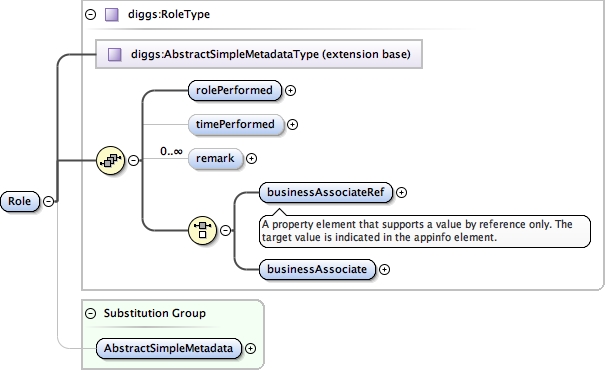 diggs:RoleType
diggs:AbstractSimpleMetadataType (extension base)
rolePerformed
timePerformed
0..∞
remark
Role
businessAssociateRef
A property element that supports a value by reference only. The
target value is indicated in the appinfo element.
businessAssociate
Substitution Group
AbstractSimpleMetadata